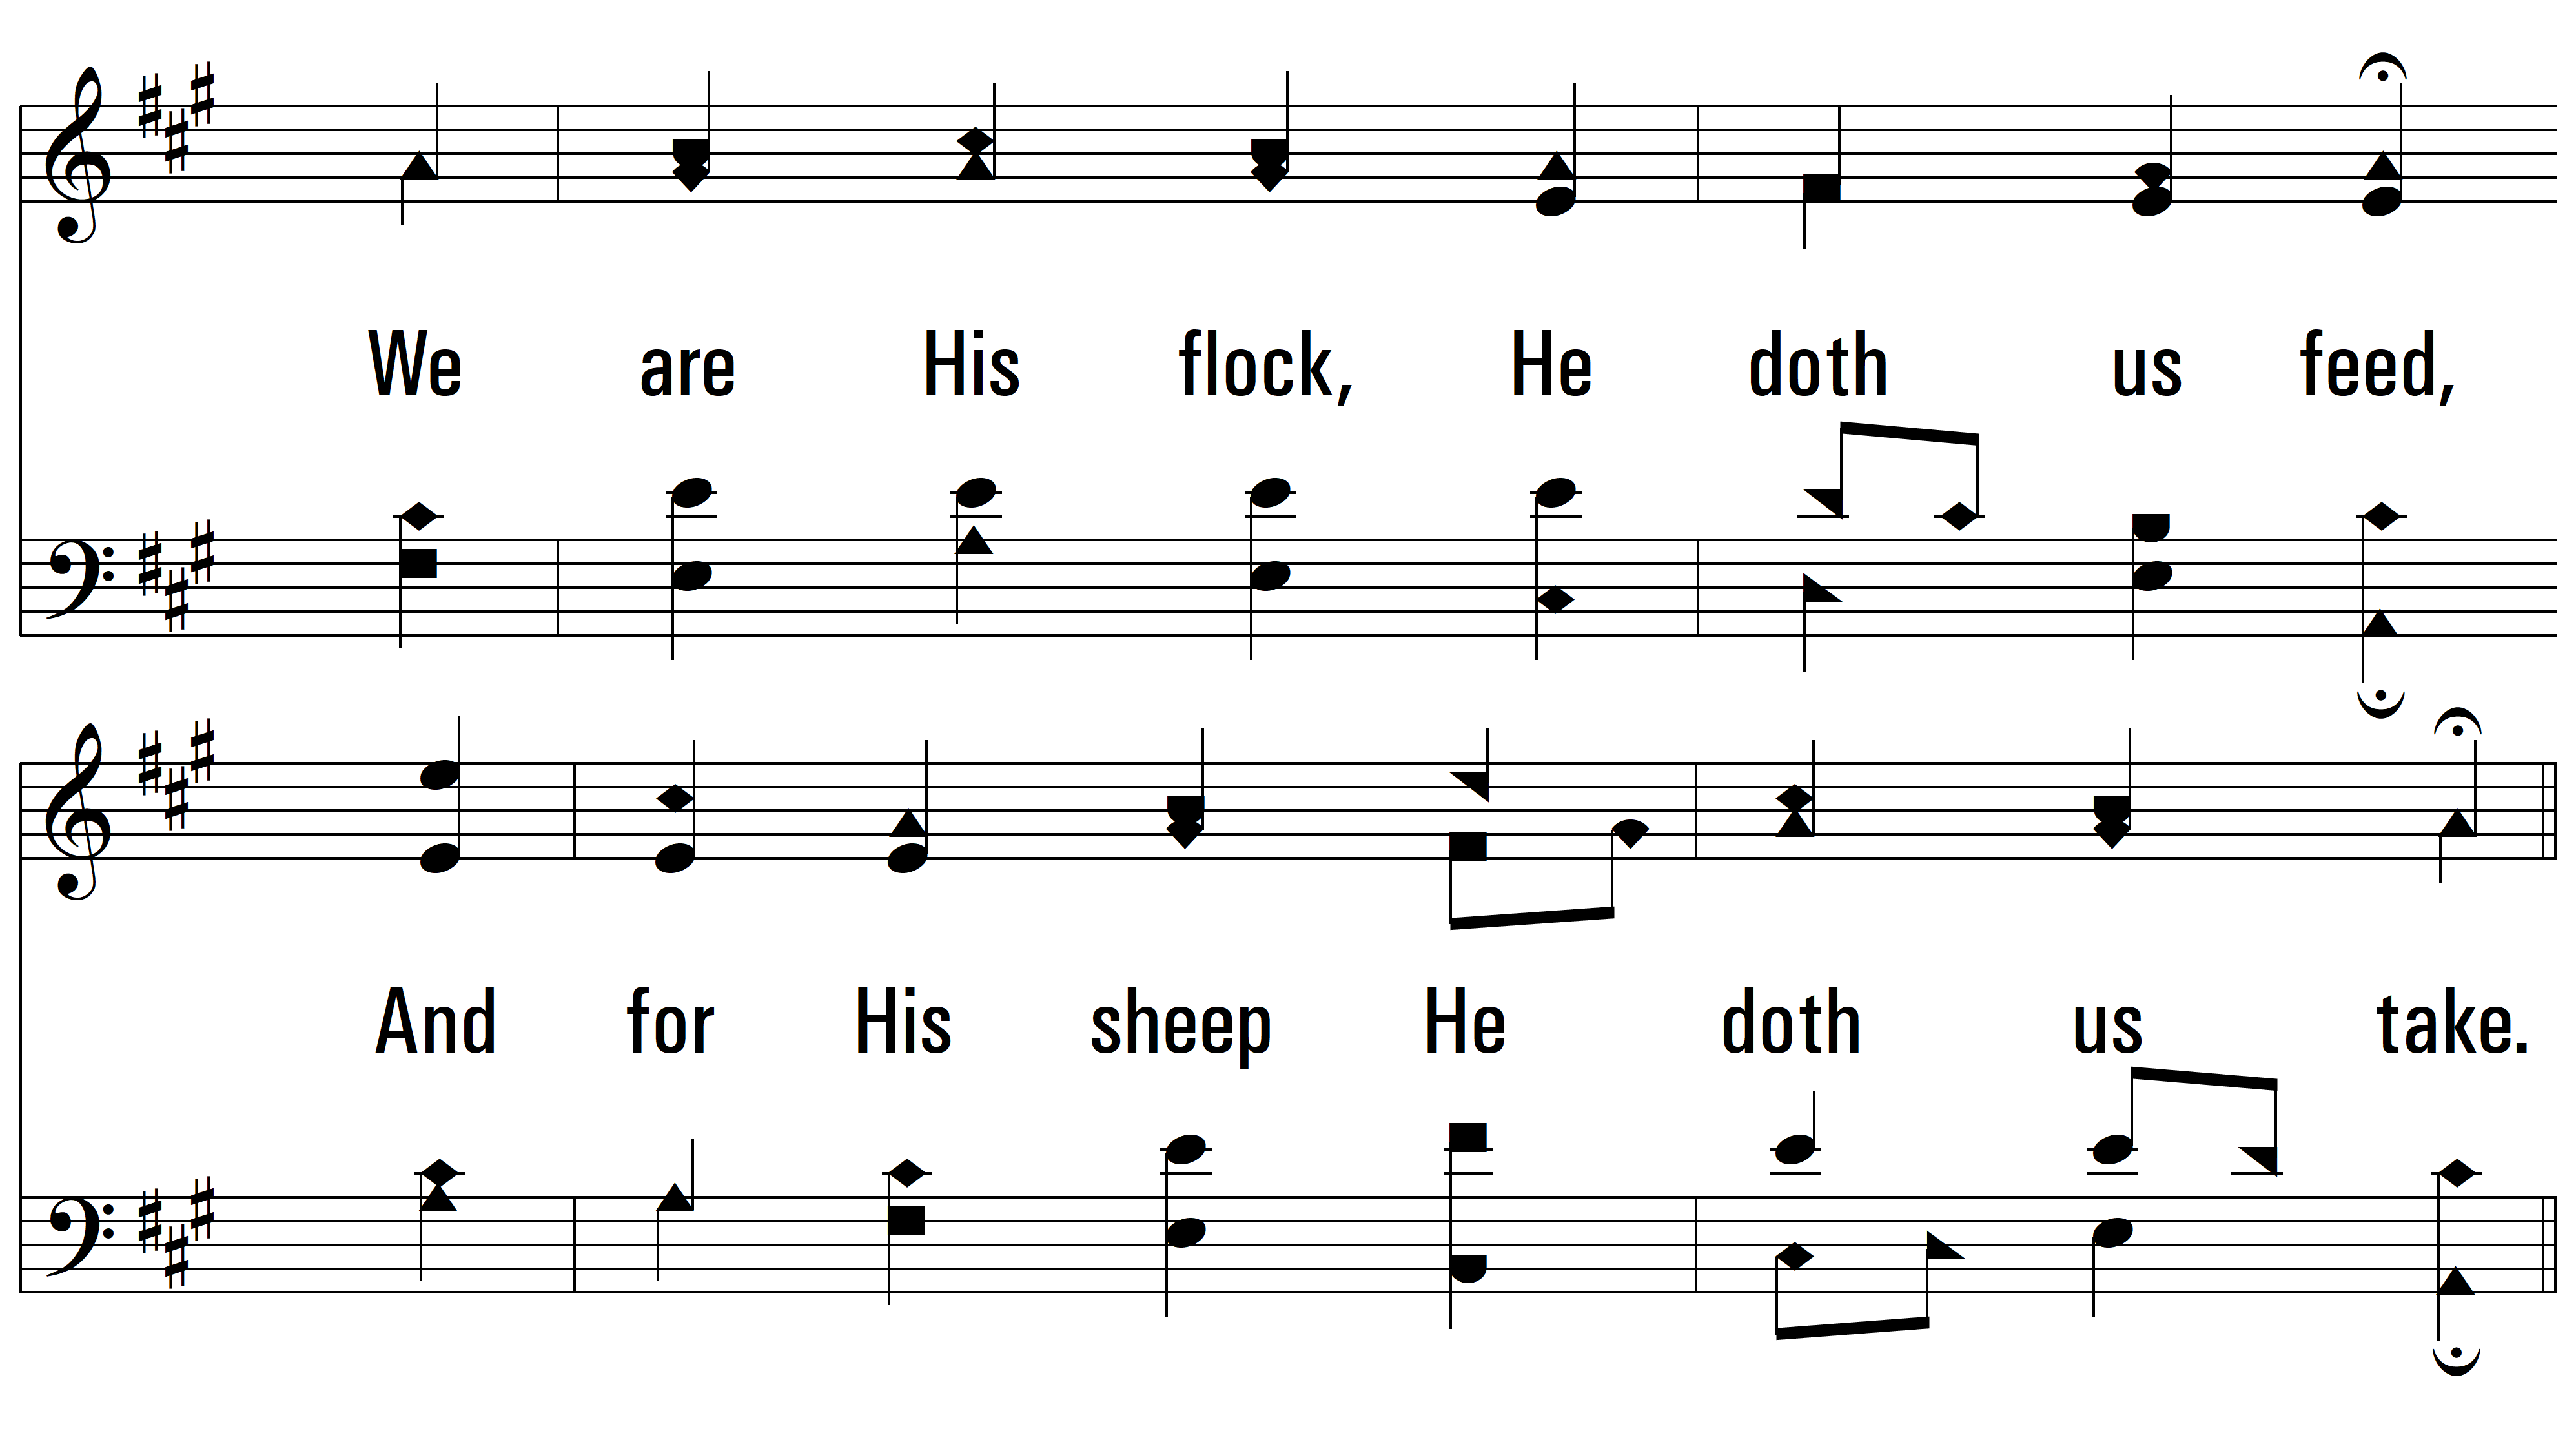 We are His flock, He doth us feed,
And for His sheep He doth us take.